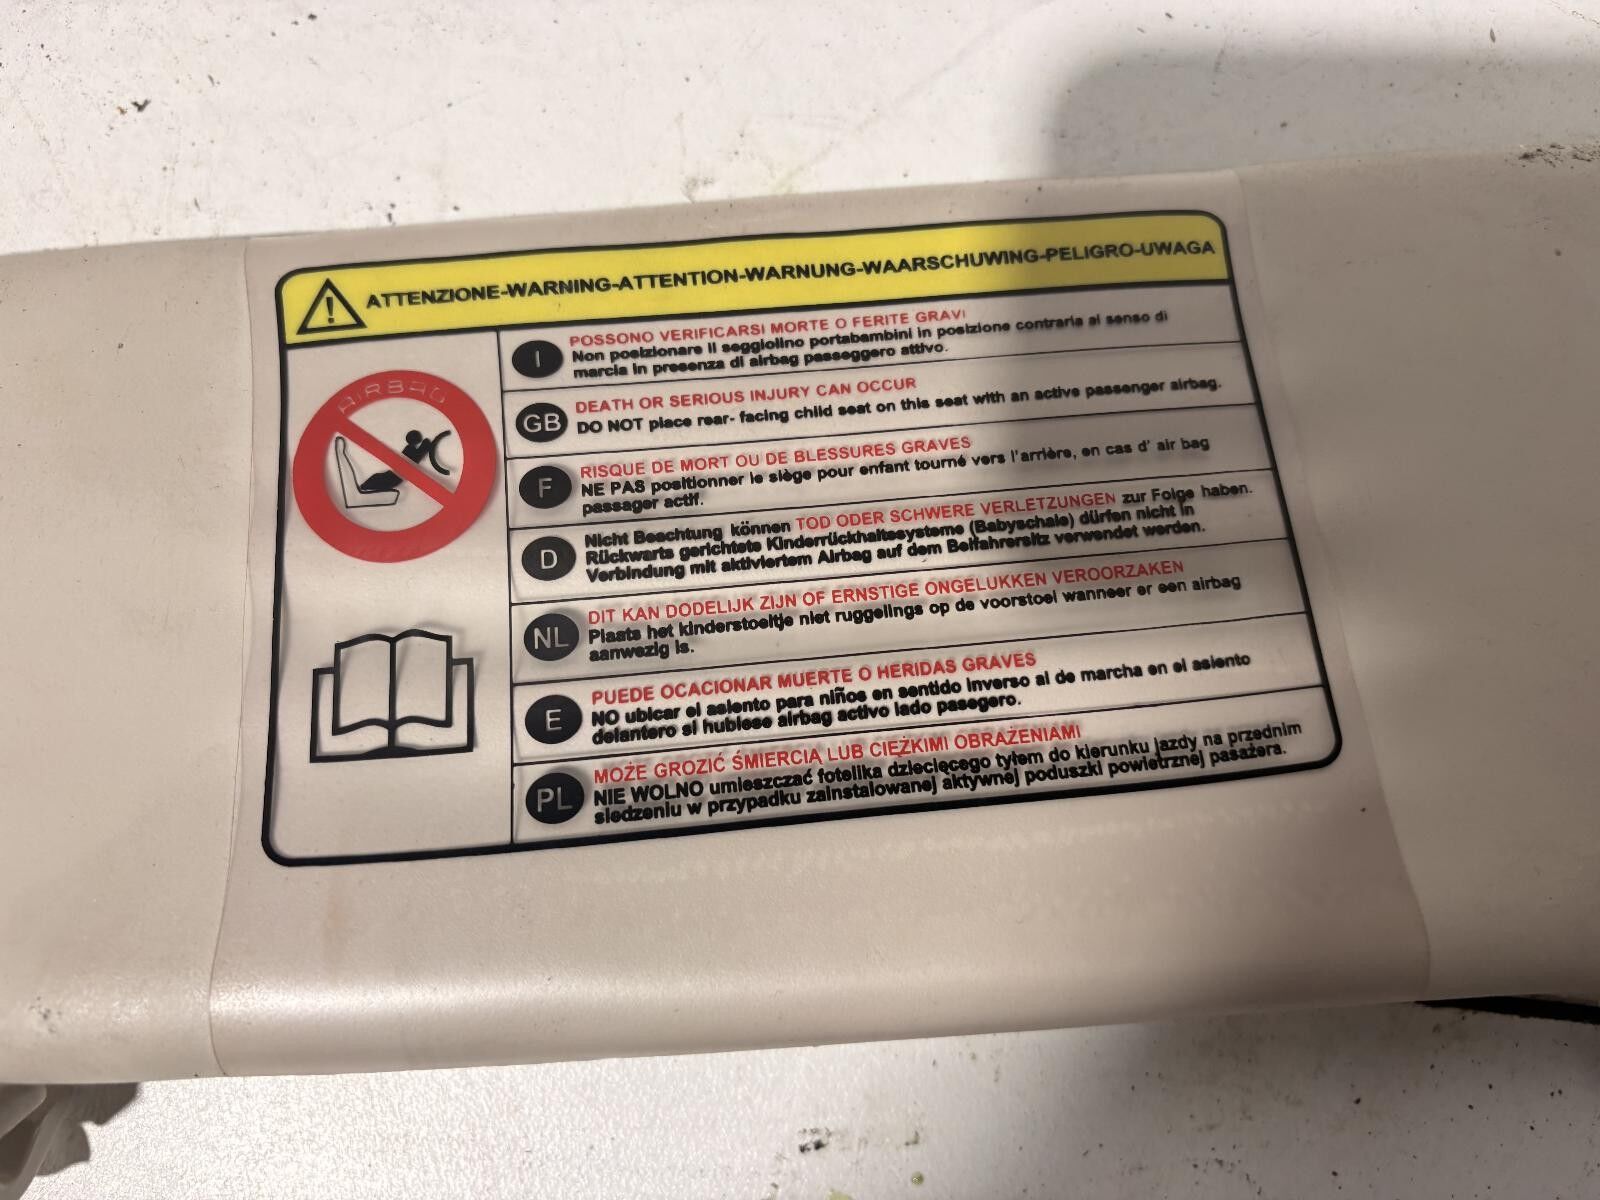 ATTENZIONE-WARNING-ATTENTION-WARNUNG-WAARSCHUWING-PELIGRO-UWAGA
AIRBAG
I
POSSONO VERIFICARSI MORTE O FERITE GRAVI
Non posizionare il seggiolino portabambini in posizione contraria al senso di
marcia in presenza di airbag passeggero attivo.
GB
DEATH OR SERIOUS INJURY CAN OCCUR
DO NOT place rear- facing child seat on this seat with an active passenger airbag.
F
RISQUE DE MORT OU DE BLESSURES GRAVES
NE PAS positionner le siège pour enfant tourné vers l'arrière, en cas d' air bag
passager actif.
D
Nicht Beachtung können TOD ODER SCHWERE VERLETZUNGEN zur Folge haben.
Rückwarts gerichtete Kinderrückhaltesysteme (Babyschale) dürfen nicht in
Verbindung mit aktiviertem Airbag auf dem Beifahrersitz verwendet werden.
NL
DIT KAN DODELIJK ZIJN OF ERNSTIGE ONGELUKKEN VEROORZAKEN
Plaats het kinderstoeltje niet ruggelings op de voorstoel wanneer er een airbag
aanwezig is.
E
PUEDE OCACIONAR MUERTE O HERIDAS GRAVES
NO ubicar el asiento para niños en sentido inverso al de marcha en el asiento
delantero si hubiese airbag activo lado pasegero.
PL
MOŻE GROZIĆ ŚMIERCIĄ LUB CIĘŻKIMI OBRAŻENIAMI
NIE WOLNO umieszczać fotelika dziecięcego tyłem do kierunku jazdy na przednim
siedzeniu w przypadku zainstalowanej aktywnej poduszki powietrznej pasażera.